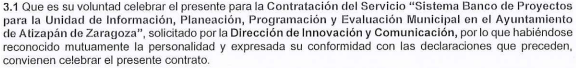 3.1 Que es su voluntad celebrar el presente para la Contratación del Servicio “Sistema Banco de Proyectos
para la Unidad de Información, Planeación, Programación y Evaluación Municipal en el Ayuntamiento
de Atizapán de Zaragoza”, solicitado por la Dirección de Innovación y Comunicación, por lo que habiéndose
reconocido mutuamente la personalidad y expresada su conformidad con las declaraciones que preceden,
convienen celebrar el presente contrato.